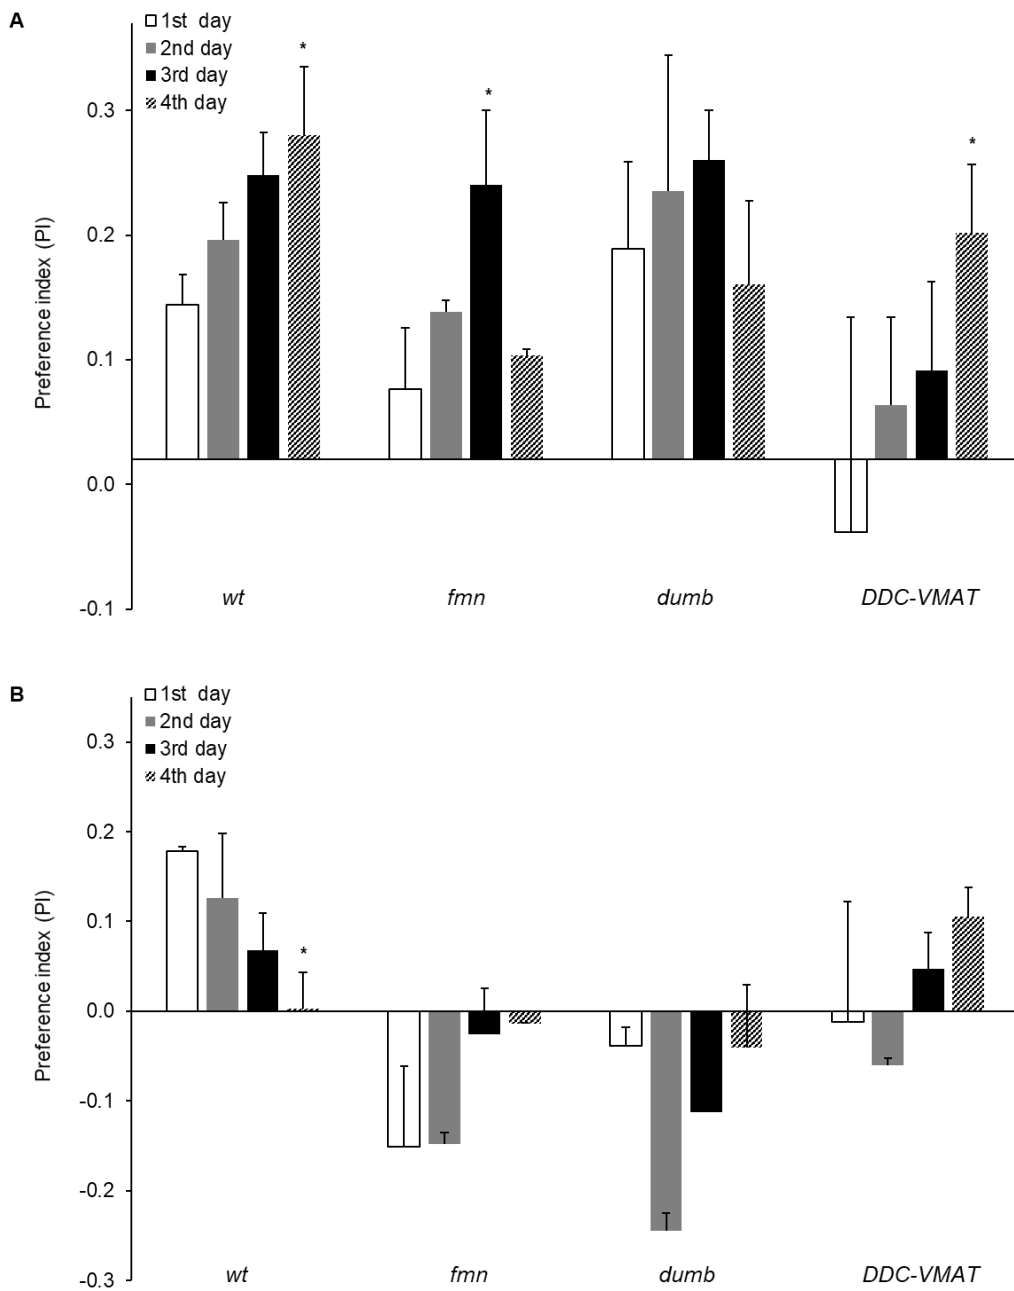 A
1st day
2nd day
3rd day
4th day
*
*
*
0.3
0.2
0.1
0.0
-0.1
Preference index (PI)
wt fmn dumb DDC-VMAT
B
1st day
2nd day
3rd day
4th day
*
0.3
0.2
0.1
0.0
-0.1
-0.2
-0.3
Preference index (PI)
wt fmn dumb DDC-VMAT